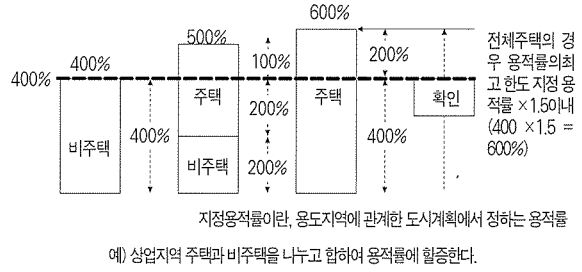 600%
500%
400%
100%
200%
400%
주택
200%
주택
확인
비주택
400%
비주택
200%
400%
전체주택의 경
우 용적률의최
고 한도 지정 용
적률 ×1.5이내
(400 ×1.5 =
600%)
지정용적률이란, 용도지역에 관계한 도시계획에서 정하는 용적률
예) 상업지역 주택과 비주택을 나누고 합하여 용적률에 할증한다.